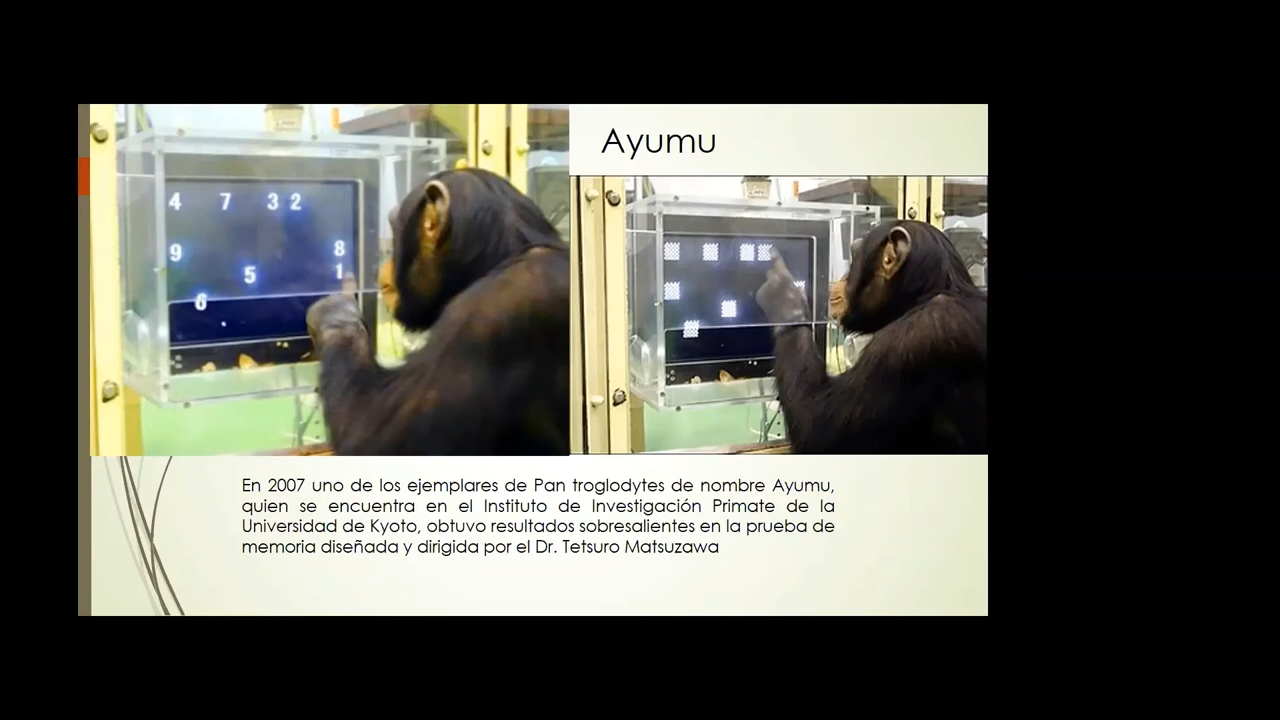 Ayumu
4 7 3 2
9 8
5 1
6
En 2007 uno de los ejemplares de Pan troglodytes de nombre Ayumu,
quien se encuentra en el Instituto de Investigación Primate de la
Universidad de Kyoto, obtuvo resultados sobresalientes en la prueba de
memoria diseñada y dirigida por el Dr. Tetsuro Matsuzawa